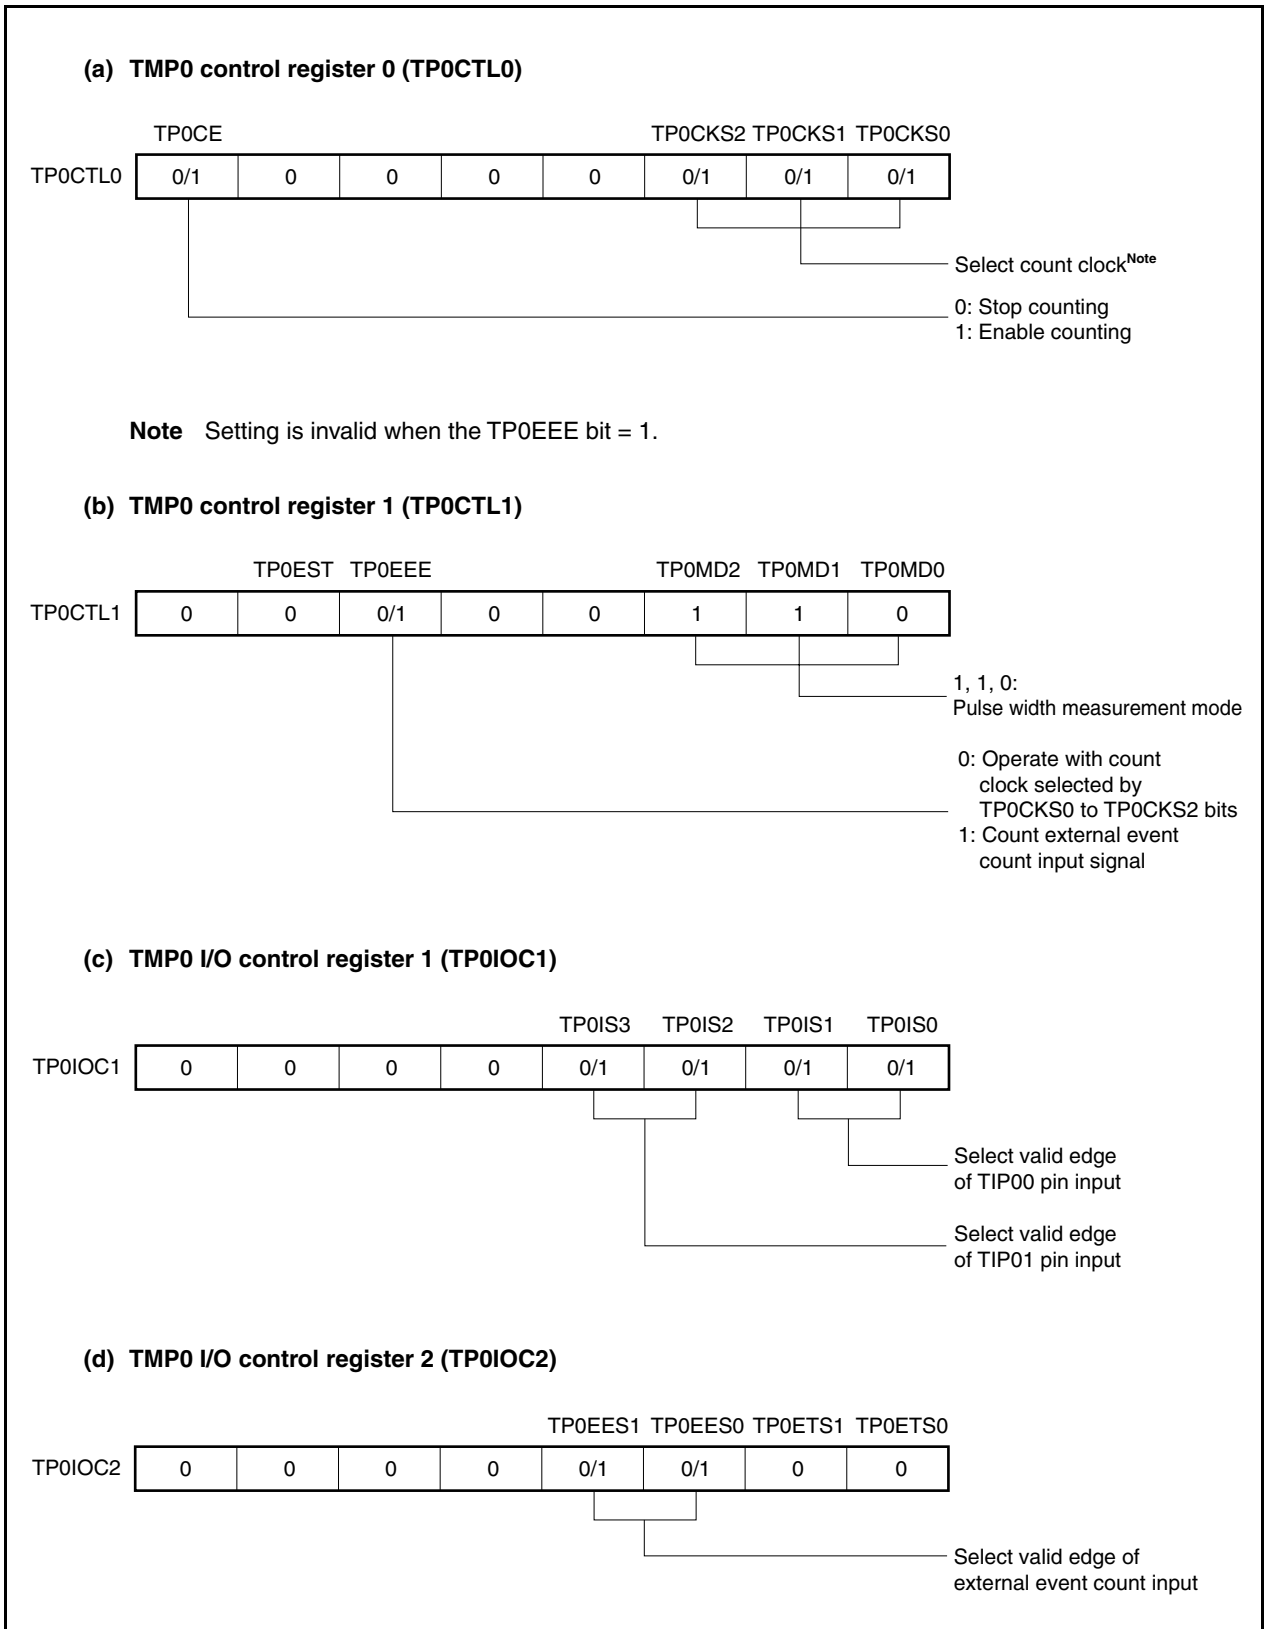 (a) TMP0 control register 0 (TP0CTL0)
TP0CE TP0CKS2 TP0CKS1 TP0CKS0
TP0CTL0 0/1 0 0 0 0 0/1 0/1 0/1
Select count clockNote
0: Stop counting
1: Enable counting
Note Setting is invalid when the TP0EEE bit = 1.
(b) TMP0 control register 1 (TP0CTL1)
TP0EST TP0EEE TP0MD2 TP0MD1 TP0MD0
TP0CTL1 0 0 0/1 0 0 1 1 0
1, 1, 0:
Pulse width measurement mode
0: Operate with count
clock selected by
TP0CKS0 to TP0CKS2 bits
1: Count external event
count input signal
(c) TMP0 I/O control register 1 (TP0IOC1)
TP0IS3 TP0IS2 TP0IS1 TP0IS0
TP0IOC1 0 0 0 0 0/1 0/1 0/1 0/1
Select valid edge
of TIP00 pin input
Select valid edge
of TIP01 pin input
(d) TMP0 I/O control register 2 (TP0IOC2)
TP0EES1 TP0EES0 TP0ETS1 TP0ETS0
TP0IOC2 0 0 0 0 0/1 0/1 0 0
Select valid edge of
external event count input